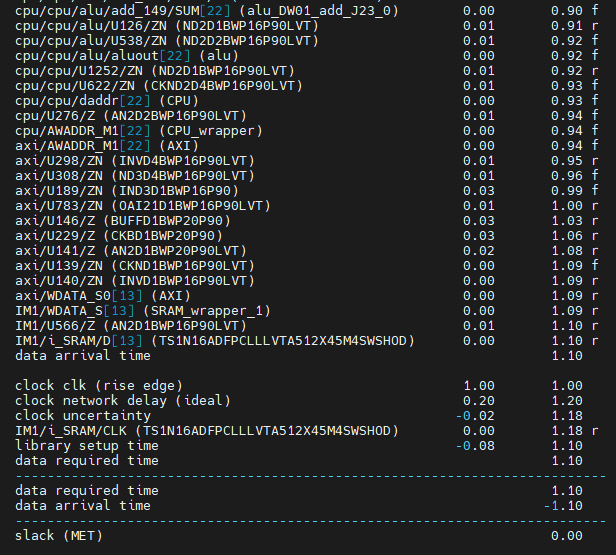 cpu/cpu/alu/add_149/SUM[22] (alu_DW01_add_J23_0) 0.00 0.90 f
cpu/cpu/alu/U126/ZN (ND2D1BWP16P90LVT) 0.01 0.91 r
cpu/cpu/alu/U538/ZN (ND2D2BWP16P90LVT) 0.01 0.92 f
cpu/cpu/alu/aluout[22] (alu) 0.00 0.92 f
cpu/cpu/U1252/ZN (ND2D1BWP16P90LVT) 0.01 0.92 r
cpu/cpu/U622/ZN (CKND2D4BWP16P90LVT) 0.01 0.93 f
cpu/cpu/daddr[22] (CPU) 0.00 0.93 f
cpu/U276/Z (AN2D2BWP16P90LVT) 0.01 0.94 f
cpu/AWADDR_M1[22] (CPU_wrapper) 0.00 0.94 f
axi/AWADDR_M1[22] (AXI) 0.00 0.94 f
axi/U298/ZN (INVD4BWP16P90LVT) 0.01 0.95 r
axi/U308/ZN (ND3D4BWP16P90LVT) 0.01 0.96 f
axi/U189/ZN (IND3D1BWP16P90) 0.03 0.99 f
axi/U783/ZN (OAI21D1BWP16P90LVT) 0.01 1.00 r
axi/U146/Z (BUFFD1BWP20P90) 0.03 1.03 r
axi/U229/Z (CKBD1BWP20P90) 0.03 1.06 r
axi/U141/Z (AN2D1BWP16P90LVT) 0.02 1.08 r
axi/U139/ZN (CKND1BWP16P90LVT) 0.00 1.09 f
axi/U140/ZN (INVD1BWP16P90LVT) 0.00 1.09 r
axi/WDATA_S0[13] (AXI) 0.00 1.09 r
IM1/WDATA_S[13] (SRAM_wrapper_1) 0.00 1.09 r
IM1/U566/Z (AN2D1BWP16P90LVT) 0.01 1.10 r
IM1/i_SRAM/D[13] (TS1N16ADFPCLLLVTA512X45M4SWSHOD) 0.00 1.10 r
data arrival time 1.10
clock clk (rise edge) 1.00 1.00
clock network delay (ideal) 0.20 1.20
clock uncertainty -0.02 1.18
IM1/i_SRAM/CLK (TS1N16ADFPCLLLVTA512X45M4SWSHOD) 0.00 1.18 r
library setup time -0.08 1.10
data required time 1.10
data required time 1.10
data arrival time -1.10
slack (MET) 0.00